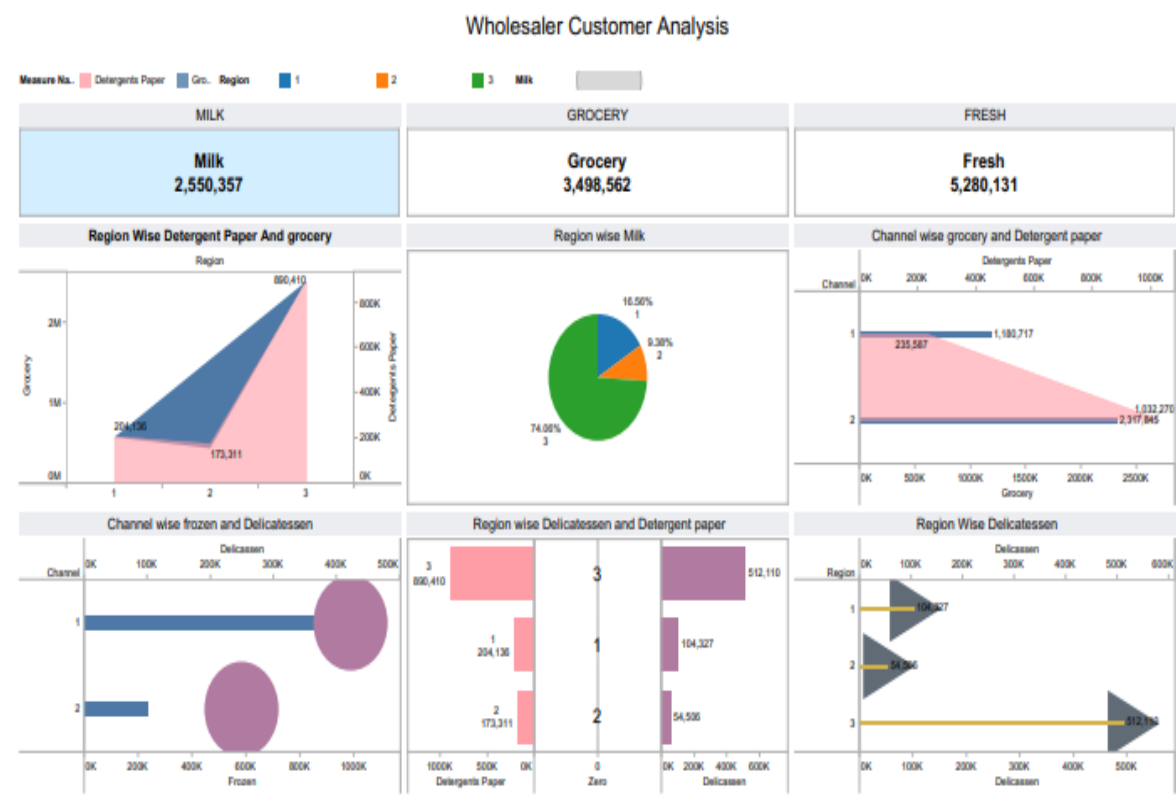 Wholesaler Customer Analysis
Measure Na.. Detergents Paper Gro.. Region 1 2 3 Milk
MILK GROCERY FRESH
Milk
2,550,357
Grocery
3,498,562
Fresh
5,280,131
Region Wise Detergent Paper And grocery
Region
890,410
2M
1M
0M
Grocery
204,136
173,311
800K
600K
400K
200K
0K
Detergents Paper
1 2 3
Region wise Milk
16.56%
1
9.38%
2
74.06%
3
Channel wise grocery and Detergent paper
Detergents Paper
Channel 0K 200K 400K 600K 800K 1000K
1 1,180,717
235,587
1,032,270
2 2,317,845
0K 500K 1000K 1500K 2000K 2500K
Grocery
Channel wise frozen and Delicatessen
Delicassen
Channel 0K 100K 200K 300K 400K 500K
1
2
0K 200K 400K 600K 800K 1000K
Frozen
Region wise Delicatessen and Detergent paper
3
890,410 3 512,110
1
204,136 1 104,327
2
173,311 2 54,506
1000K 500K 0K 0 0K 200K 400K 600K
Detergents Paper Zero Delicassen
Region Wise Delicatessen
Delicassen
Region 0K 100K 200K 300K 400K 500K 600K
1 104,327
2 54,506
3 512,110
0K 100K 200K 300K 400K 500K
Delicassen